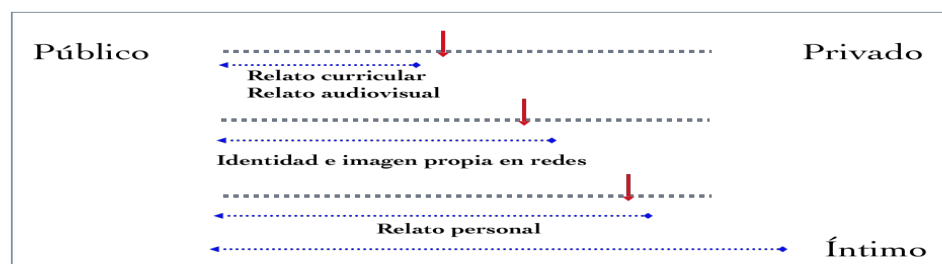 Público
Privado
Relato curricular
Relato audiovisual
Identidad e imagen propia en redes
Relato personal
Íntimo